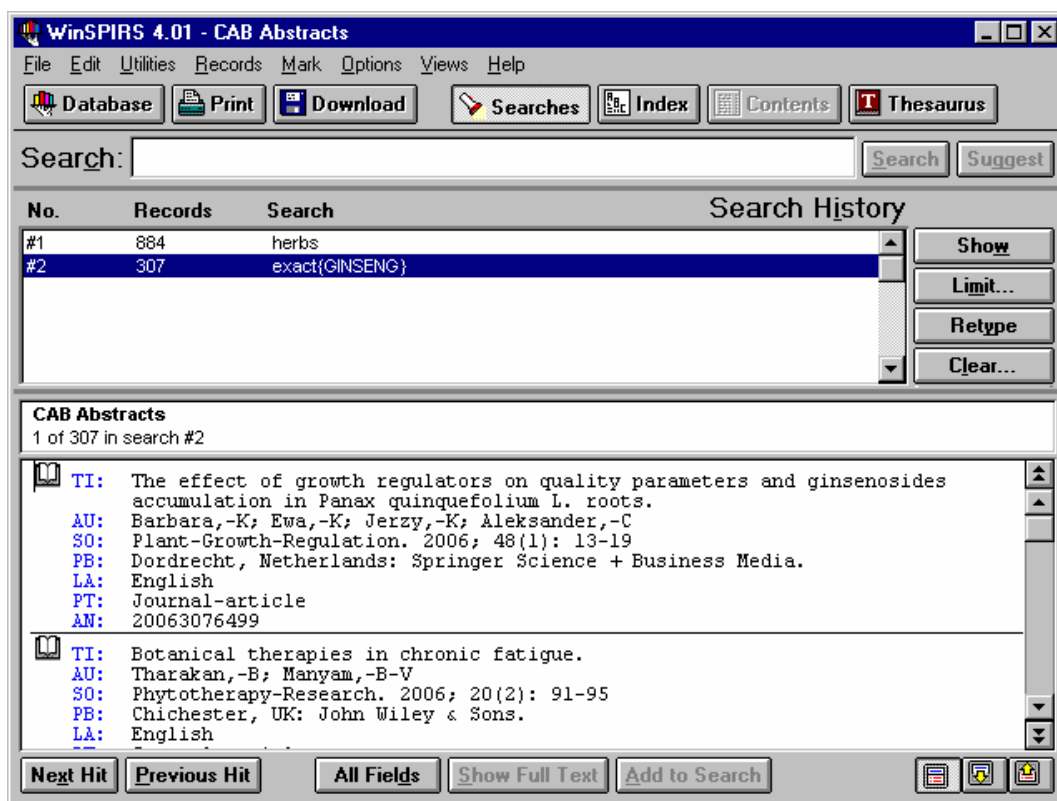 WinSPIRS 4.01 - CAB Abstracts
File Edit Utilities Records Mark Options Views Help
Database Print Download Searches Index Contents Thesaurus
Search: Search Suggest
No. Records Search Search History
#1 884 herbs
#2 307 exact{GINSENG}
Show
Limit...
Retype
Clear...
CAB Abstracts
1 of 307 in search #2
TI: The effect of growth regulators on quality parameters and ginsenosides
accumulation in Panax quinquefolium L. roots.
AU: Barbara,-K; Ewa,-K; Jerzy,-K; Aleksander,-C
SO: Plant-Growth-Regulation. 2006; 48(1): 13-19
PB: Dordrecht, Netherlands: Springer Science + Business Media.
LA: English
PT: Journal-article
AN: 20063076499
TI: Botanical therapies in chronic fatigue.
AU: Tharakan,-B; Manyam,-B-V
SO: Phytotherapy-Research. 2006; 20(2): 91-95
PB: Chichester, UK: John Wiley & Sons.
LA: English
Next Hit Previous Hit All Fields Show Full Text Add to Search